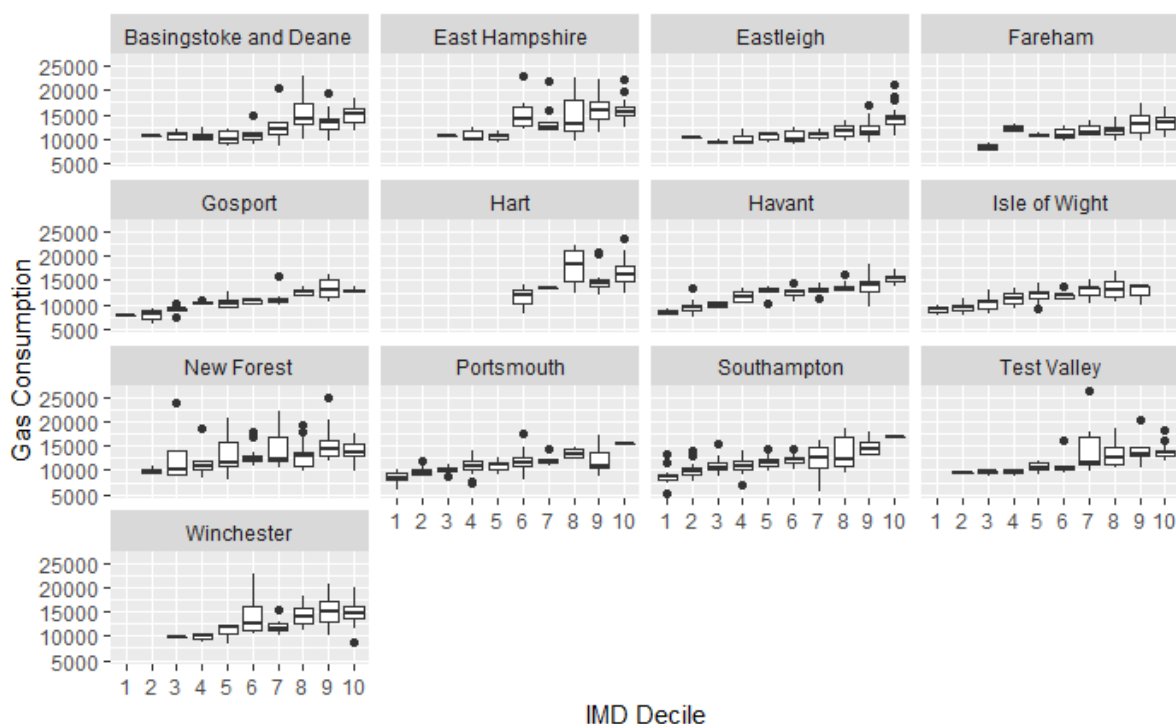 Basingstoke and Deane East Hampshire Eastleigh Fareham
25000
20000
15000
10000
5000
Gosport Hart Havant Isle of Wight
25000
20000
15000
10000
5000
New Forest Portsmouth Southampton Test Valley
25000
20000
15000
10000
5000
1 2 3 4 5 6 7 8 9 10 1 2 3 4 5 6 7 8 9 10 1 2 3 4 5 6 7 8 9 10
Winchester
25000
20000
15000
10000
5000
1 2 3 4 5 6 7 8 9 10
Gas Consumption
IMD Decile